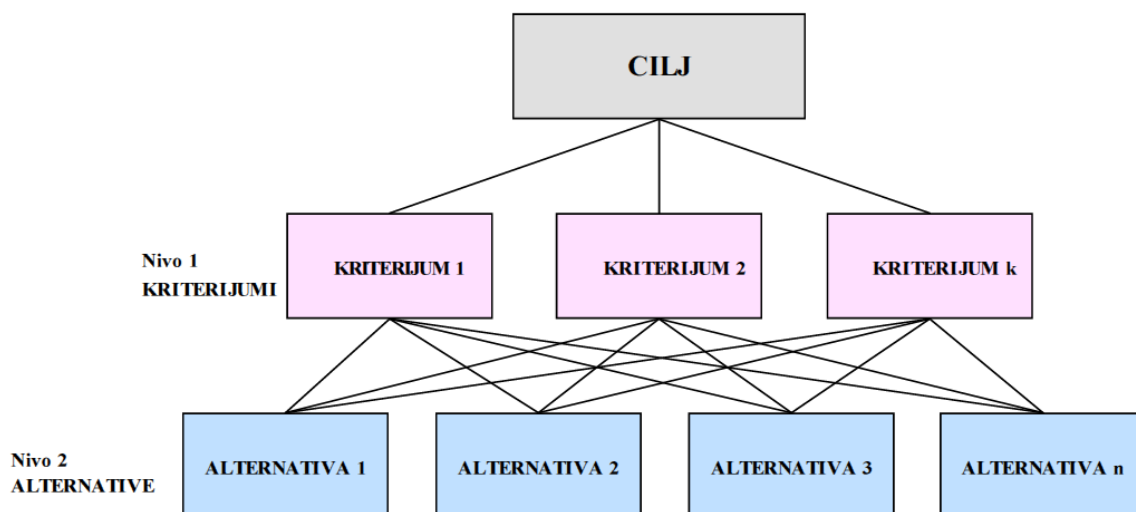 CILJ
Nivo 1
KRITERIJUMI
KRITERIJUM 1
KRITERIJUM 2
KRITERIJUM k
Nivo 2
ALTERNATIVE
ALTERNATIVA 1
ALTERNATIVA 2
ALTERNATIVA 3
ALTERNATIVA n